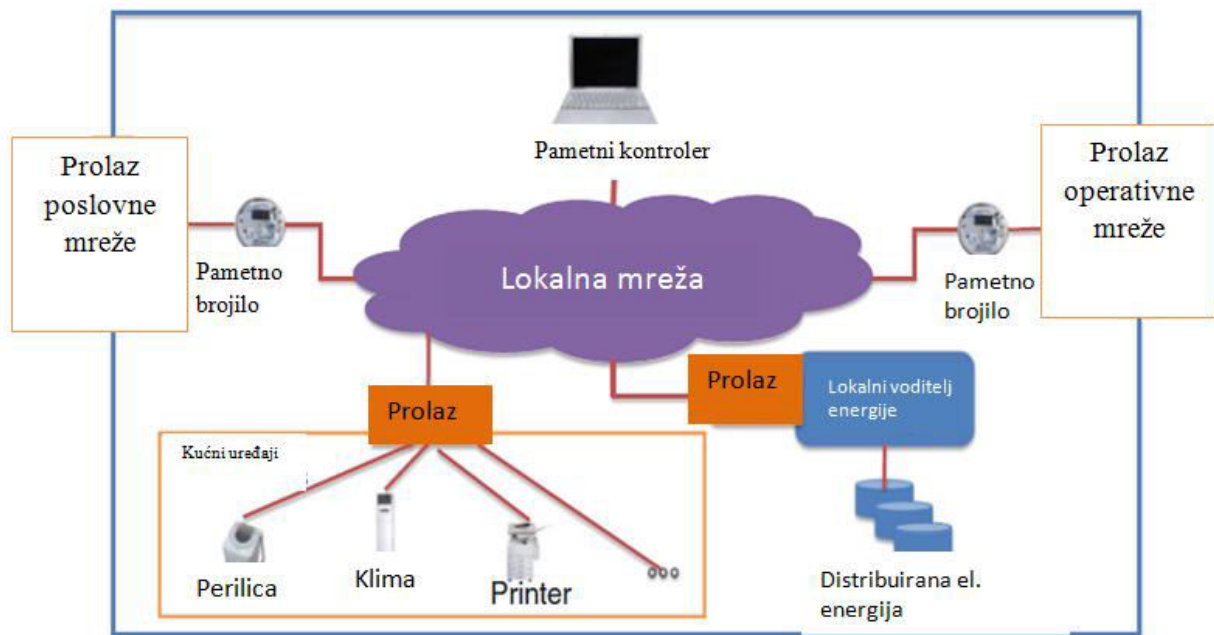 Pametni kontroler
Prolaz
poslovne
mreže
Prolaz
operativne
mreže
Pametno
brojilo
Lokalna mreža
Pametno
brojilo
Prolaz
Prolaz
Lokalni voditelj
energije
Kućni uređaji
Perilica
Klima
Printer
Distribuirana el.
energija